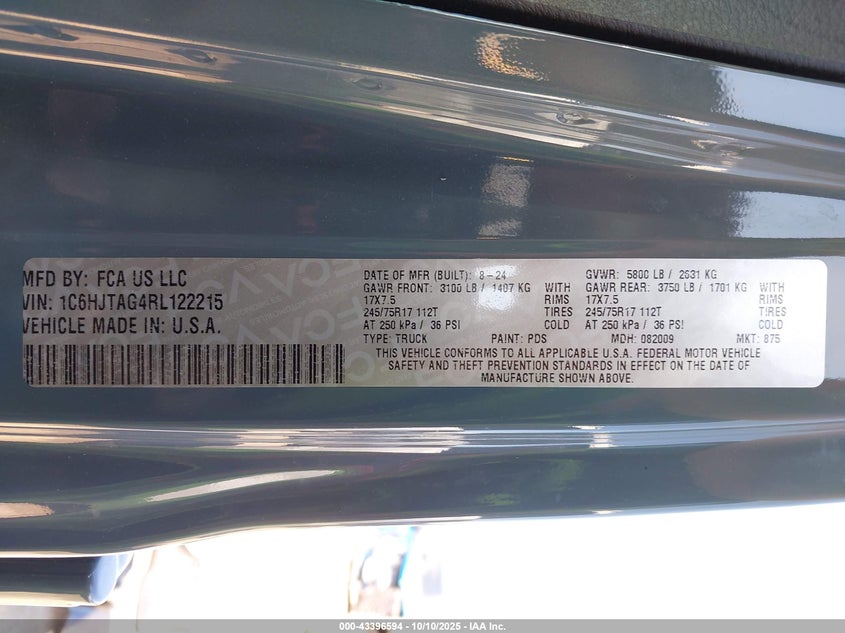 MFD BY: FCA US LLC
VIN: 1C6HJTAG4RL122215
VEHICLE MADE IN: U.S.A.
DATE OF MFR (BUILT): 8-24 GVWR: 5800 LB / 2631 KG
GAWR FRONT: 3100 LB / 1407 KG WITH GAWR REAR: 3750 LB / 1701 KG WITH
17X7.5 RIMS 17X7.5 RIMS
245/75R17 112T TIRES 245/75R17 112T TIRES
AT 250 kPa / 36 PSI COLD AT 250 kPa / 36 PSI COLD
TYPE: TRUCK PAINT: PDS MDH: 082009 MKT: 875
THIS VEHICLE CONFORMS TO ALL APPLICABLE U.S.A. FEDERAL MOTOR VEHICLE
SAFETY AND THEFT PREVENTION STANDARDS IN EFFECT ON THE DATE OF
MANUFACTURE SHOWN ABOVE.
000-43396594 - 10/10/2025 - IAA Inc.